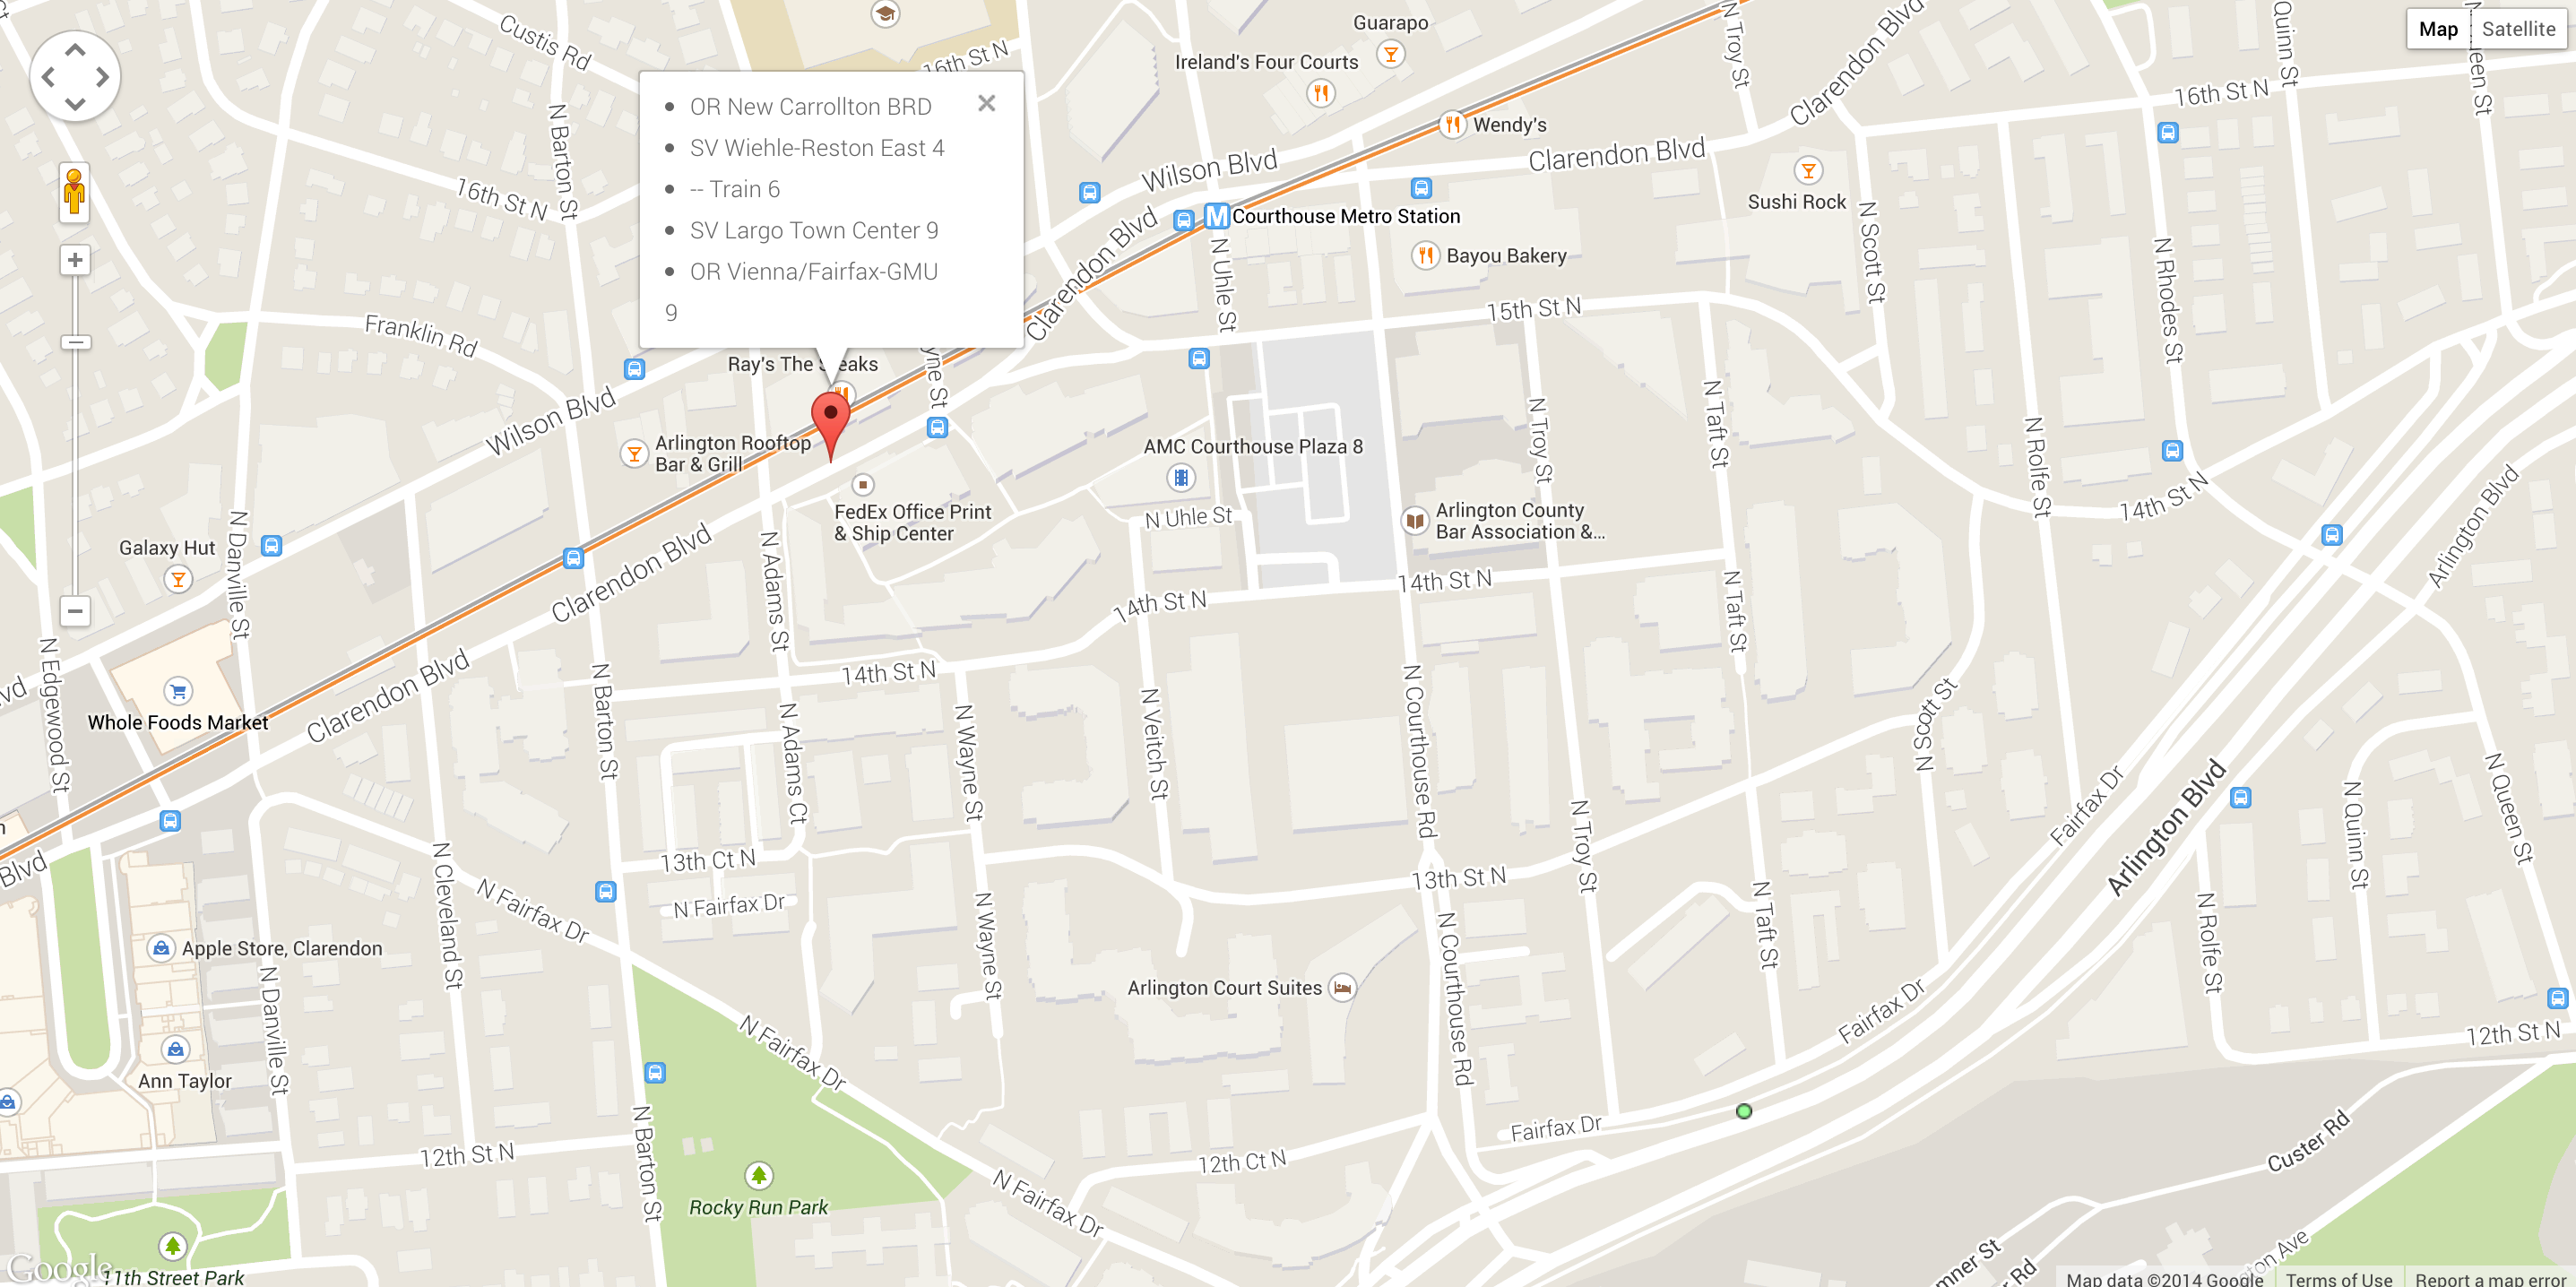 Custis Rd
16th St N
N Troy St
Clarendon Blvd
Quinn St
Map
Satellite
Guarapo
Ireland's Four Courts
Wendy's
16th St N
N Barton St
16th St N
OR New Carrollton BRD
SV Wiehle-Reston East 4
-- Train 6
SV Largo Town Center 9
OR Vienna/Fairfax-GMU
9
Wilson Blvd
Clarendon Blvd
Sushi Rock
Courthouse Metro Station
Clarendon Blvd
Bayou Bakery
N Uhle St
N Scott St
N Rhodes St
15th St N
Franklin Rd
Ray's The Steaks
Wilson Blvd
Arlington Rooftop
Bar & Grill
AMC Courthouse Plaza 8
N Troy St
N Taft St
N Rolfe St
14th St N
Arlington Blvd
FedEx Office Print
& Ship Center
N Uhle St
Arlington County
Bar Association &...
Galaxy Hut
N Danville St
Clarendon Blvd
N Adams St
14th St N
14th St N
N Taft St
N Edgewood St
Whole Foods Market
Clarendon Blvd
N Barton St
14th St N
N Adams Ct
N Wayne St
N Veitch St
N Courthouse Rd
N Troy St
N Scott St
Fairfax Dr
Arlington Blvd
N Quinn St
N Queen St
Blvd
N Cleveland St
N Fairfax Dr
13th Ct N
N Fairfax Dr
13th St N
N Wayne St
N Courthouse Rd
N Taft St
N Rolfe St
Apple Store, Clarendon
N Danville St
Arlington Court Suites
Fairfax Dr
Ann Taylor
N Fairfax Dr
12th St N
12th St N
N Barton St
Rocky Run Park
N Fairfax Dr
12th Ct N
Fairfax Dr
Custer Rd
Google
11th Street Park
Map data ©2014 Google
Terms of Use
Report a map error